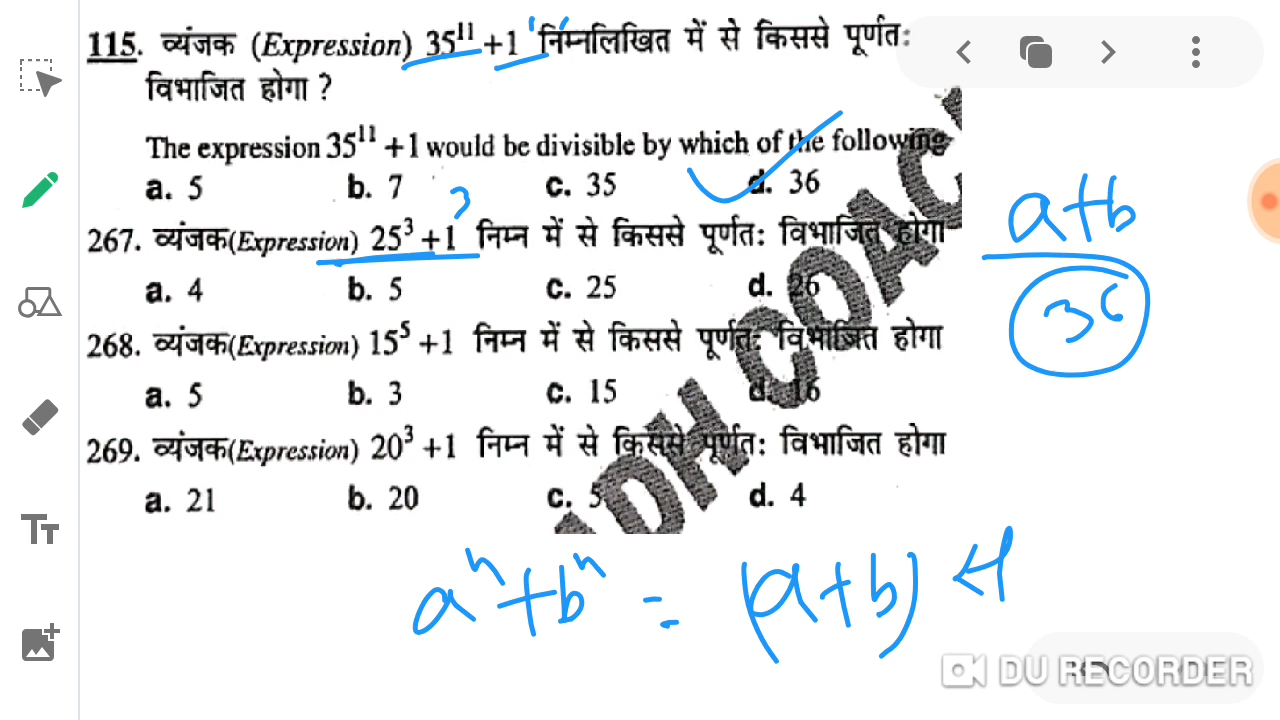 115. व्यंजक (Expression) 35¹¹ +1 निम्नलिखित में से किससे पूर्णतः
विभाजित होगा ?
The expression 35¹¹ +1 would be divisible by which of the following
a. 5 b. 7 c. 35 d. 36
267. व्यंजक(Expression) 25³ +1 निम्न में से किससे पूर्णतः विभाजित होगा
a. 4 b. 5 c. 25 d. 26
268. व्यंजक(Expression) 15⁵ +1 निम्न में से किससे पूर्णतः विभाजित होगा
a. 5 b. 3 c. 15 d. 16
269. व्यंजक(Expression) 20³ +1 निम्न में से किससे पूर्णतः विभाजित होगा
a. 21 b. 20 c. 5 d. 4
a+b
36
3
aⁿ + bⁿ = (a+b)
Tт
DU RECORDER